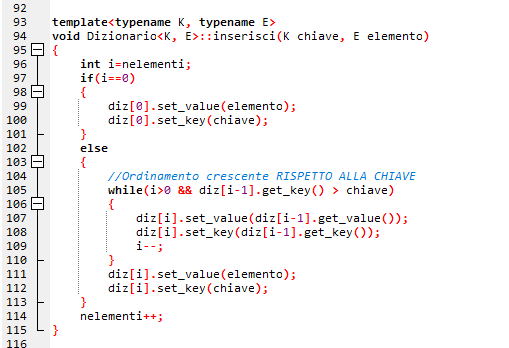 92
93 template<typename K, typename E>
94 void Dizionario<K, E>::inserisci(K chiave, E elemento)
95 {
96 int i=nelementi;
97 if(i==0)
98 {
99 diz[0].set_value(elemento);
100 diz[0].set_key(chiave);
101 }
102 else
103 {
104 //Ordinamento crescente RISPETTO ALLA CHIAVE
105 while(i>0 && diz[i-1].get_key() > chiave)
106 {
107 diz[i].set_value(diz[i-1].get_value());
108 diz[i].set_key(diz[i-1].get_key());
109 i--;
110 }
111 diz[i].set_value(elemento);
112 diz[i].set_key(chiave);
113 }
114 nelementi++;
115 }
116